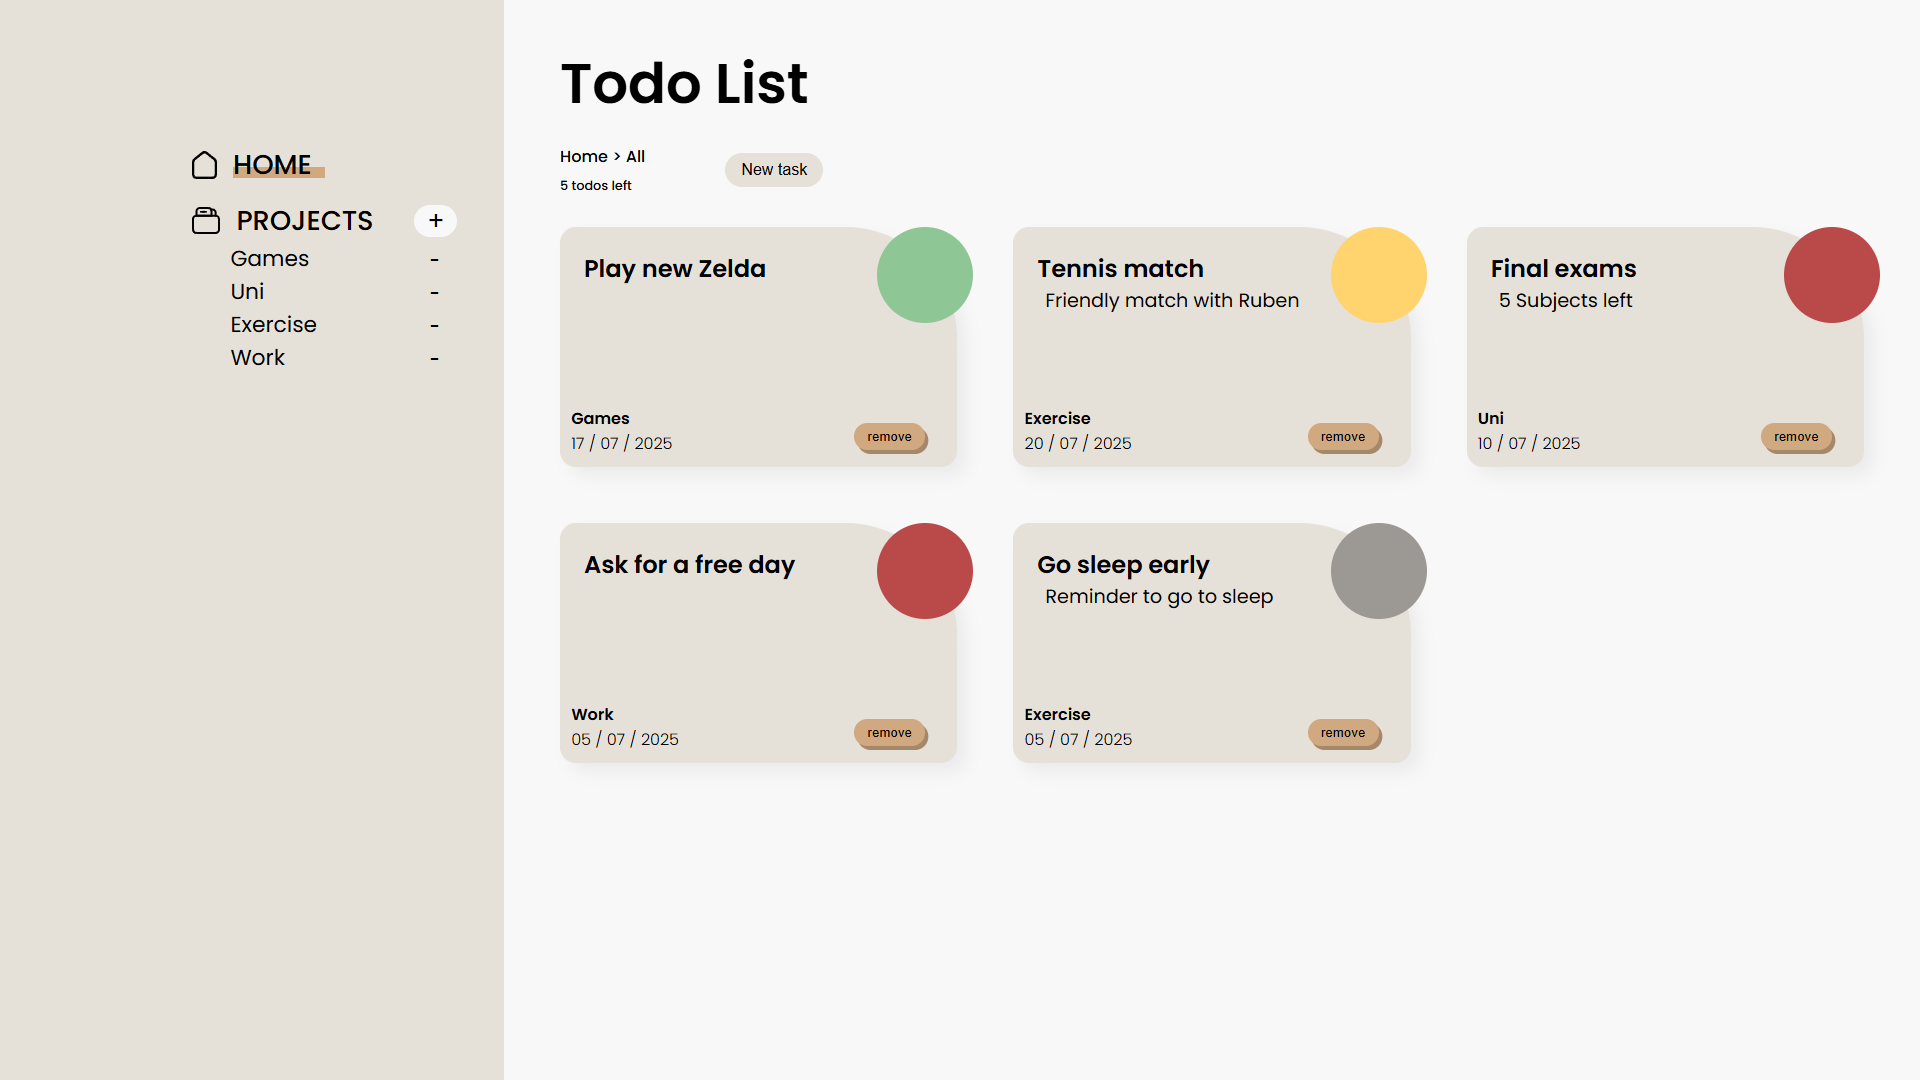 HOME
PROJECTS +
Games -
Uni -
Exercise -
Work -
Todo List
Home > All
5 todos left
New task
Play new Zelda
Games
17 / 07 / 2025
remove
Tennis match
Friendly match with Ruben
Exercise
20 / 07 / 2025
remove
Final exams
5 Subjects left
Uni
10 / 07 / 2025
remove
Ask for a free day
Work
05 / 07 / 2025
remove
Go sleep early
Reminder to go to sleep
Exercise
05 / 07 / 2025
remove